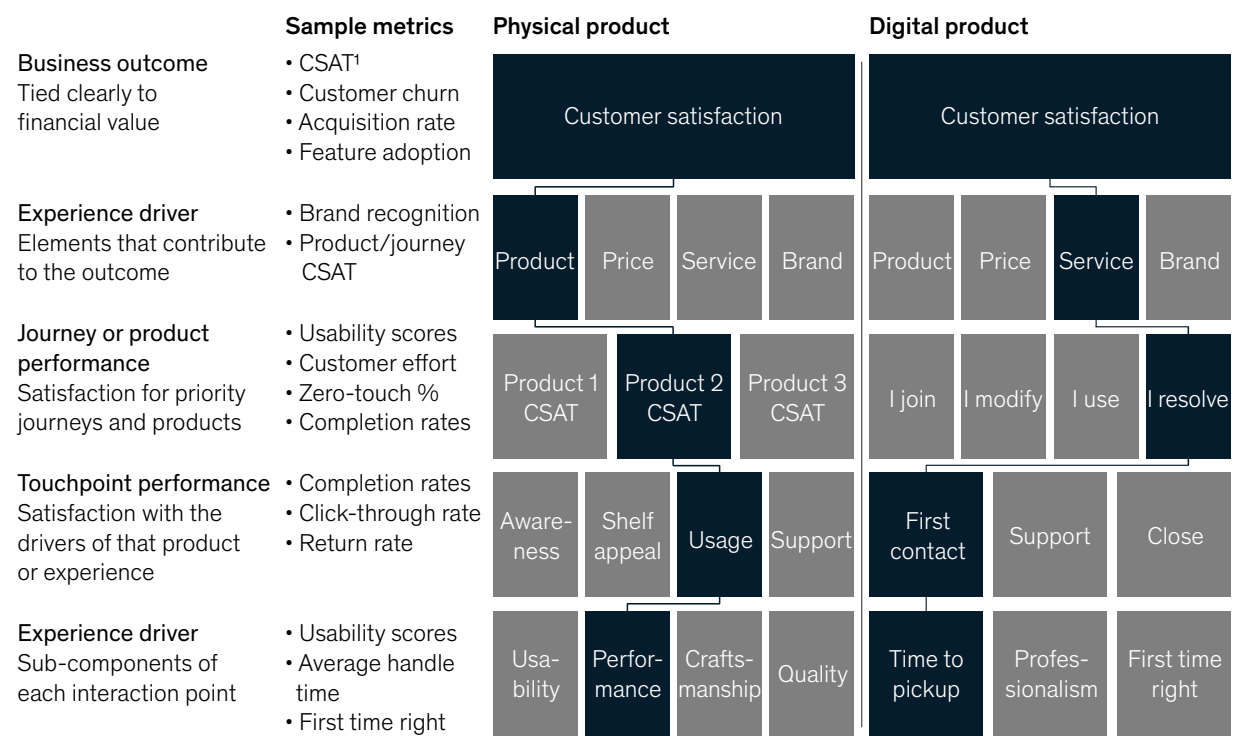 Sample metrics
Physical product
Digital product
Business outcome
Tied clearly to
financial value
• CSAT¹
• Customer churn
• Acquisition rate
• Feature adoption
Customer satisfaction
Customer satisfaction
Experience driver
Elements that contribute
to the outcome
• Brand recognition
• Product/journey
CSAT
Product
Price
Service
Brand
Product
Price
Service
Brand
Journey or product
performance
Satisfaction for priority
journeys and products
• Usability scores
• Customer effort
• Zero-touch %
• Completion rates
Product 1
CSAT
Product 2
CSAT
Product 3
CSAT
I join
I modify
I use
I resolve
Touchpoint performance
Satisfaction with the
drivers of that product
or experience
• Completion rates
• Click-through rate
• Return rate
Aware-
ness
Shelf
appeal
Usage
Support
First
contact
Support
Close
Experience driver
Sub-components of
each interaction point
• Usability scores
• Average handle
time
• First time right
Usa-
bility
Perfor-
mance
Crafts-
manship
Quality
Time to
pickup
Profes-
sionalism
First time
right